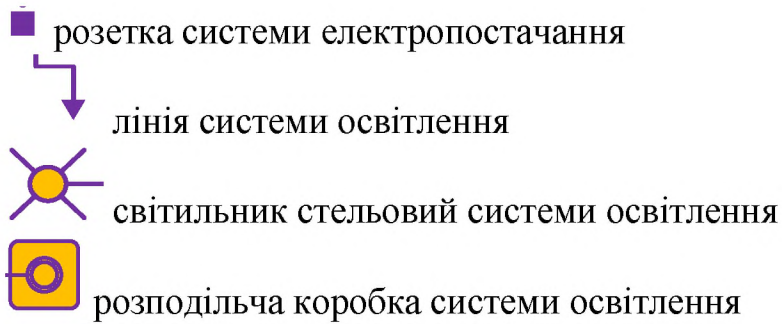 розетка системи електропостачання
лінія системи освітлення
світильник стельовий системи освітлення
розподільча коробка системи освітлення